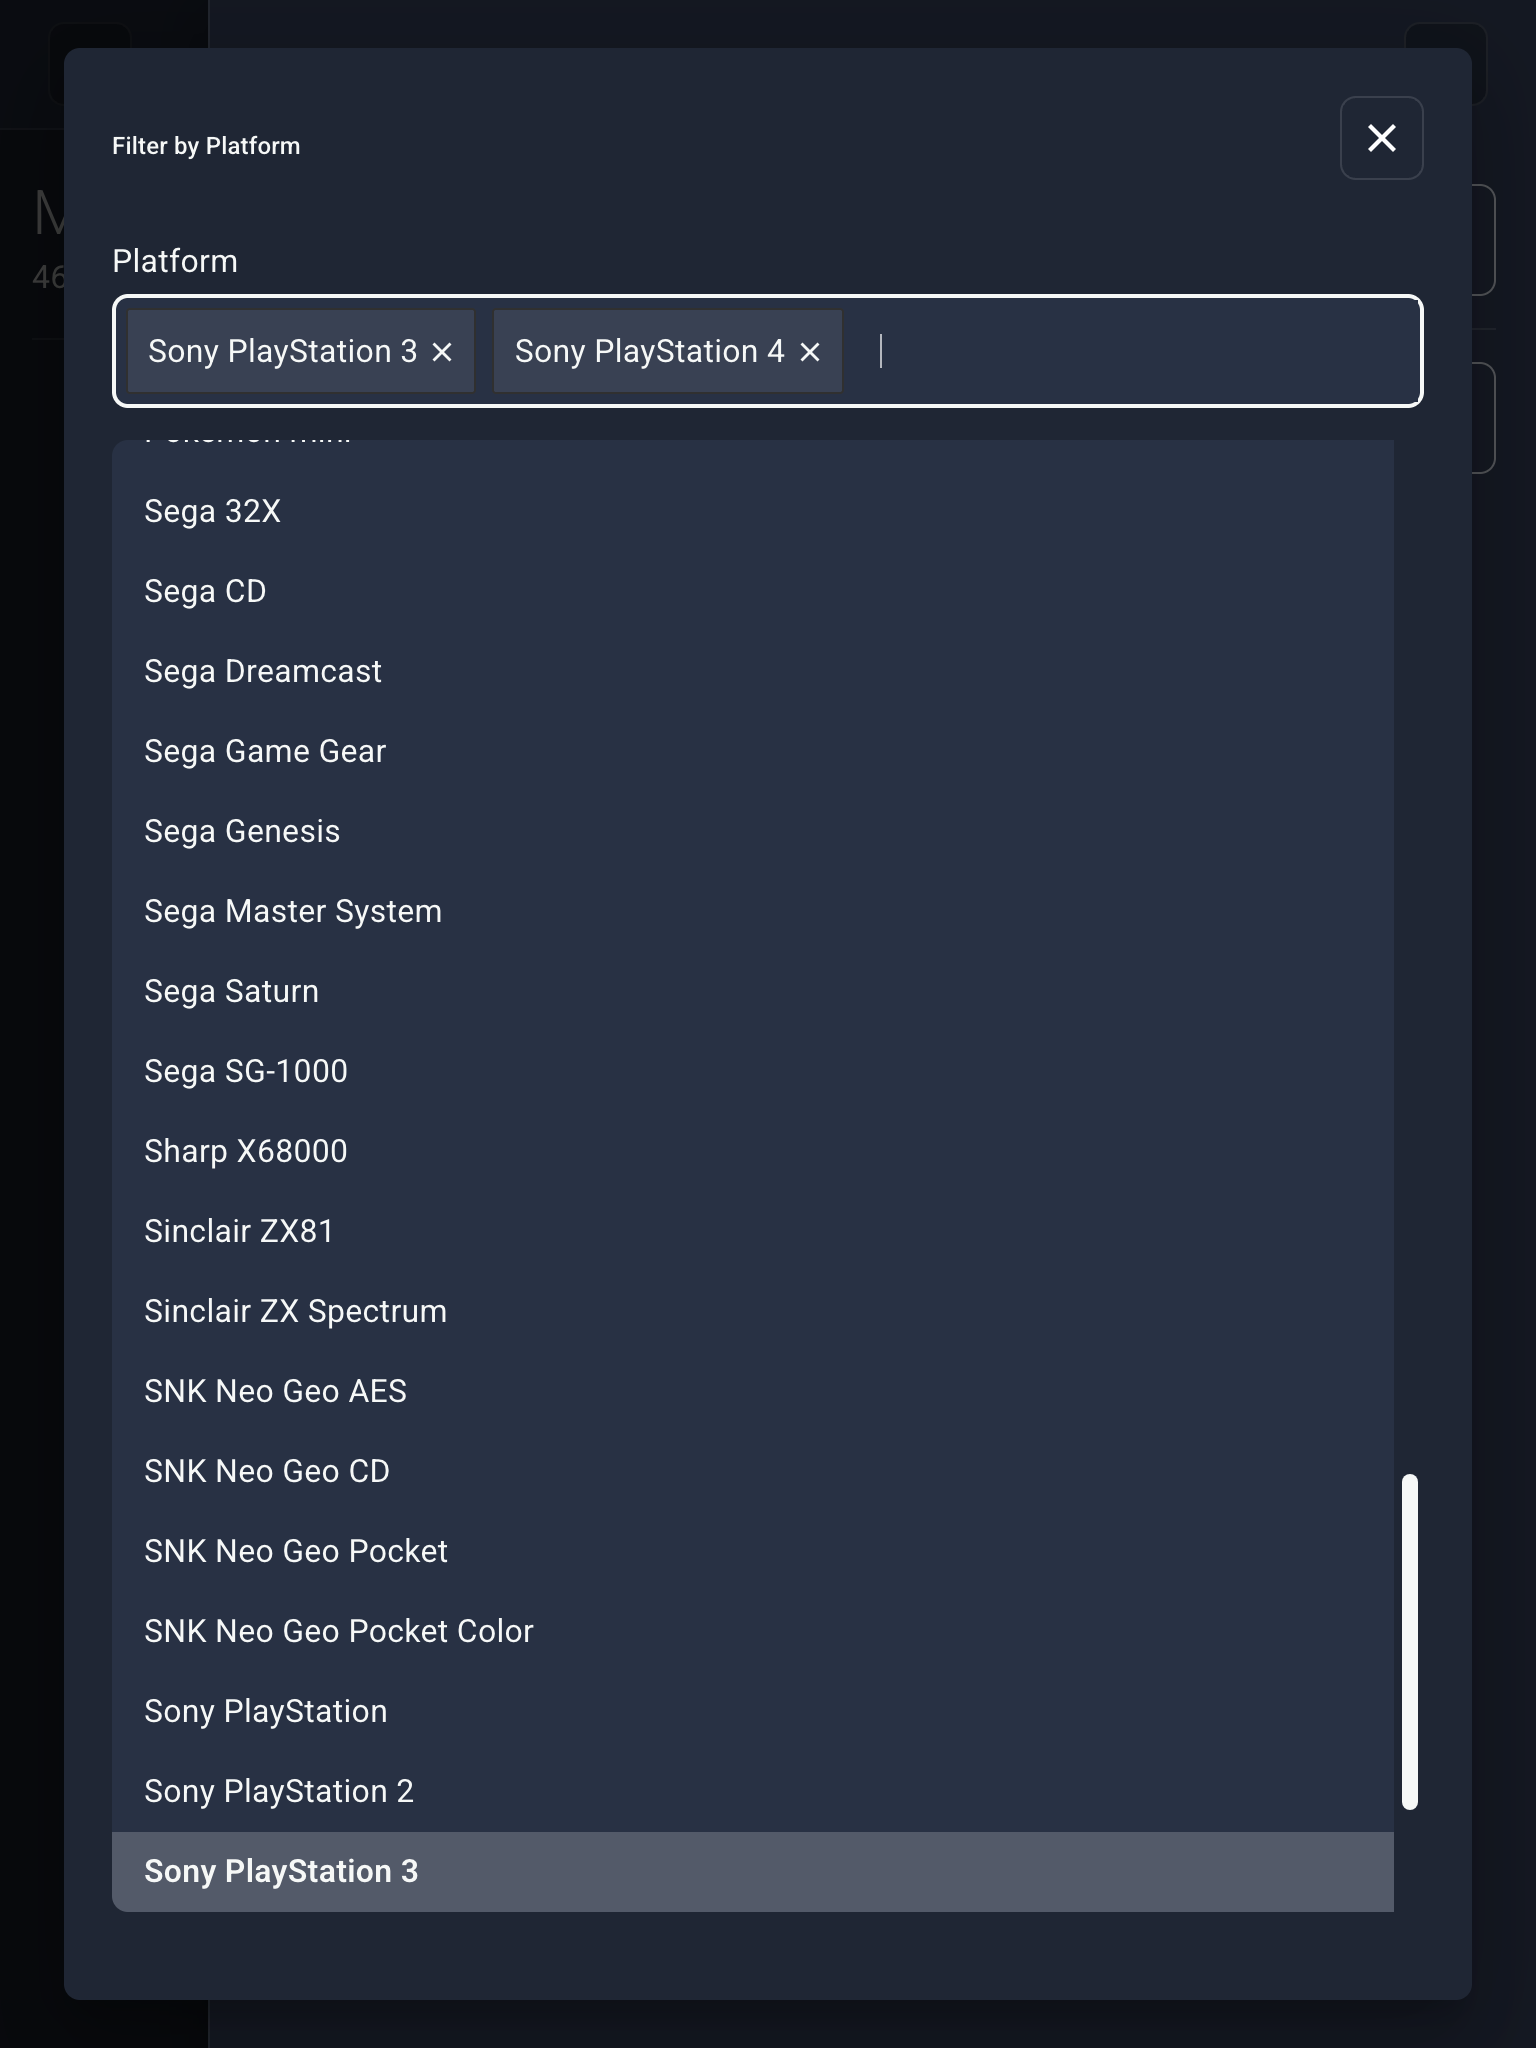 Filter by Platform
Platform
Sony PlayStation 3
Sony PlayStation 4
Sega 32X
Sega CD
Sega Dreamcast
Sega Game Gear
Sega Genesis
Sega Master System
Sega Saturn
Sega SG-1000
Sharp X68000
Sinclair ZX81
Sinclair ZX Spectrum
SNK Neo Geo AES
SNK Neo Geo CD
SNK Neo Geo Pocket
SNK Neo Geo Pocket Color
Sony PlayStation
Sony PlayStation 2
Sony PlayStation 3